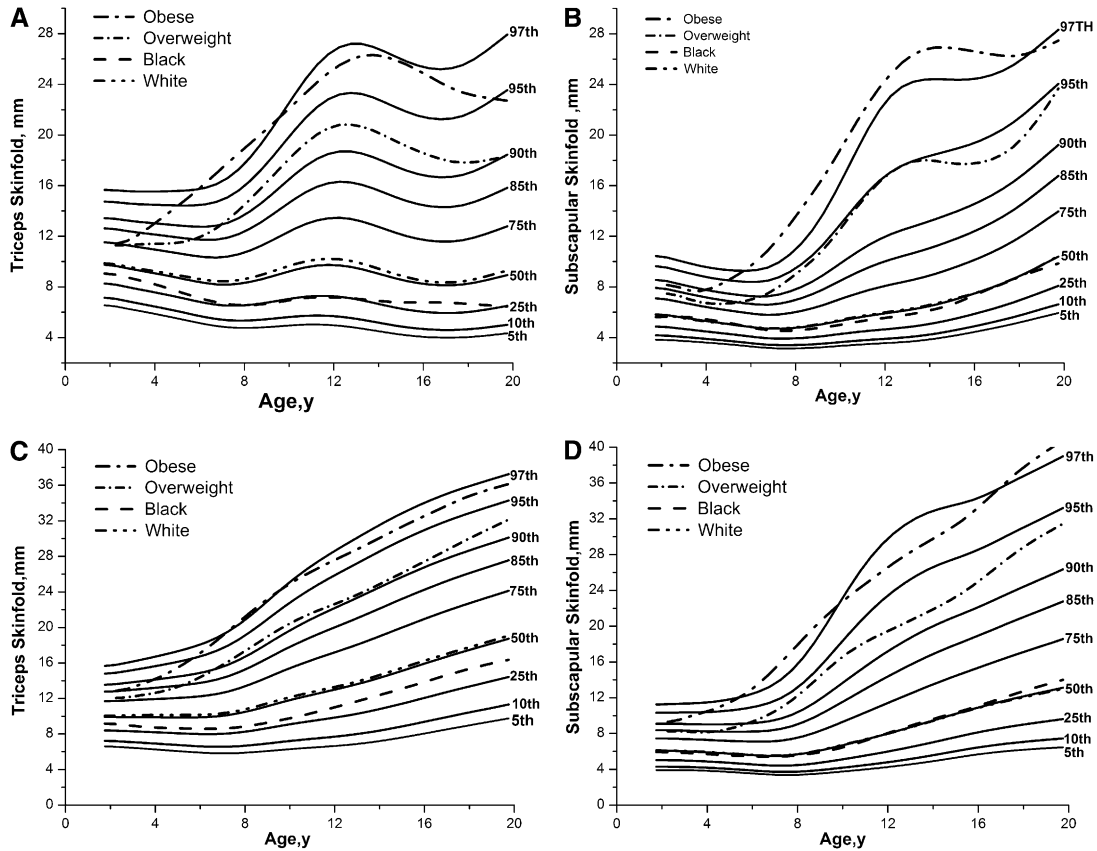 A
Obese
Overweight
Black
White
28
24
20
16
12
8
4
0 4 8 12 16 20
Triceps Skinfold, mm
Age,y
97th
95th
90th
85th
75th
50th
25th
10th
5th
B
Obese
Overweight
Black
White
28
24
20
16
12
8
4
0 4 8 12 16 20
Subscapular Skinfold ,mm
Age,y
97TH
95th
90th
85th
75th
50th
25th
10th
5th
C
Obese
Overweight
Black
White
40
36
32
28
24
20
16
12
8
4
0
0 4 8 12 16 20
Triceps Skinfold,mm
Age,y
97th
95th
90th
85th
75th
50th
25th
10th
5th
D
Obese
Overweight
Black
White
40
36
32
28
24
20
16
12
8
4
0
0 4 8 12 16 20
Subscapular Skinfold,mm
Age,y
97th
95th
90th
85th
75th
50th
25th
10th
5th